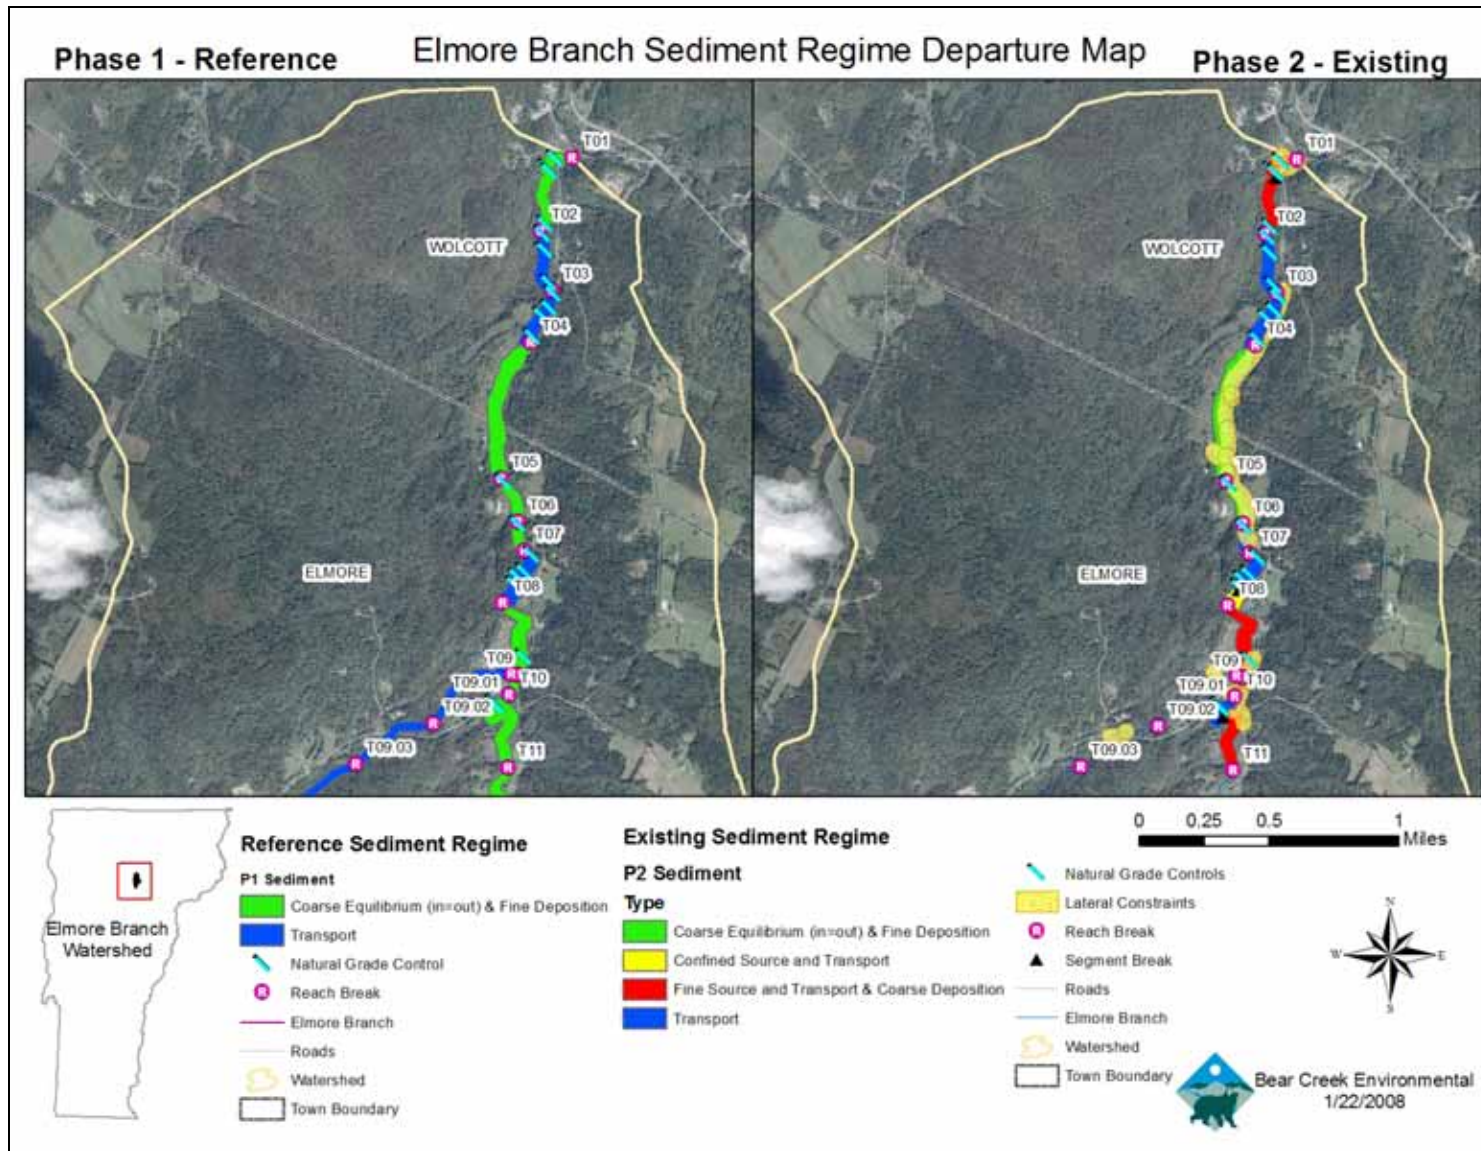 Phase 1 - Reference
Elmore Branch Sediment Regime Departure Map
Phase 2 - Existing
T01
T02
WOLCOTT
T03
T04
T05
T06
T07
ELMORE
T08
T09
T10
T09.01
T09.02
T09.03
T11
R
T01
T02
WOLCOTT
T03
T04
T05
T06
T07
ELMORE
T08
T09
T10
T09.01
T09.02
T09.03
T11
R
Elmore Branch
Watershed
Reference Sediment Regime
P1 Sediment
Coarse Equilibrium (in=out) & Fine Deposition
Transport
Natural Grade Control
R Reach Break
Elmore Branch
Roads
Watershed
Town Boundary
Existing Sediment Regime
P2 Sediment
Type
Coarse Equilibrium (in=out) & Fine Deposition
Confined Source and Transport
Fine Source and Transport & Coarse Deposition
Transport
0 0.25 0.5 1
Miles
Natural Grade Controls
Lateral Constraints
R Reach Break
Segment Break
Roads
Elmore Branch
Watershed
Town Boundary
N
W E
S
Bear Creek Environmental
1/22/2008